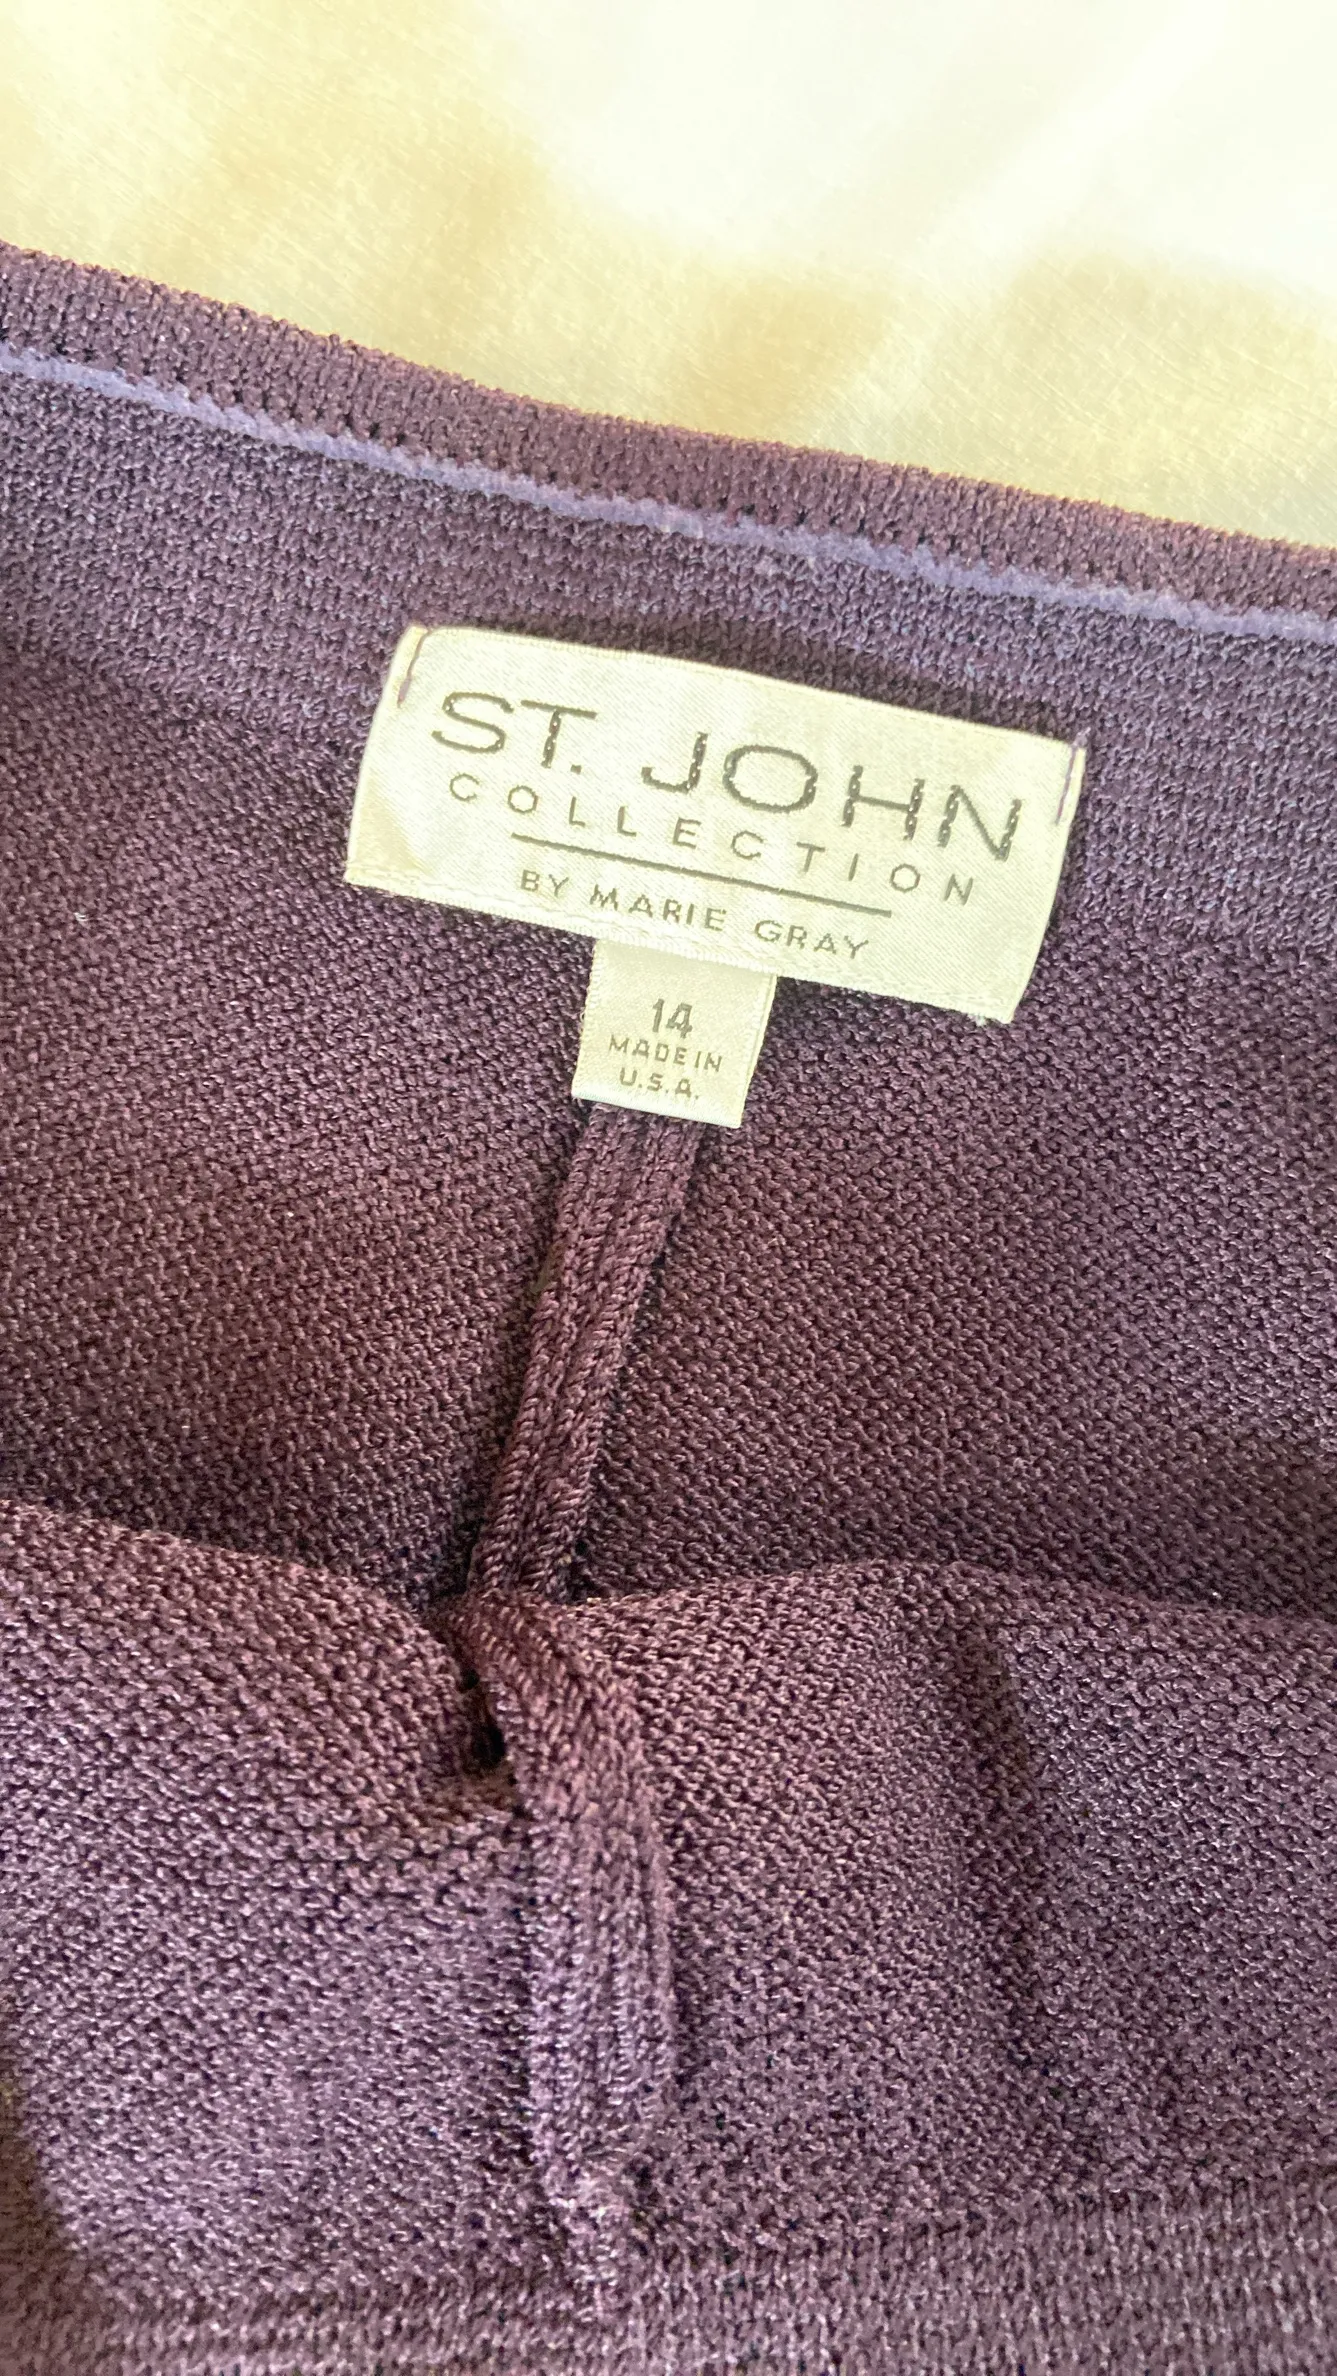 ST. JOHN
COLLECTION
BY MARIE GRAY
14
MADE IN
U.S.A.